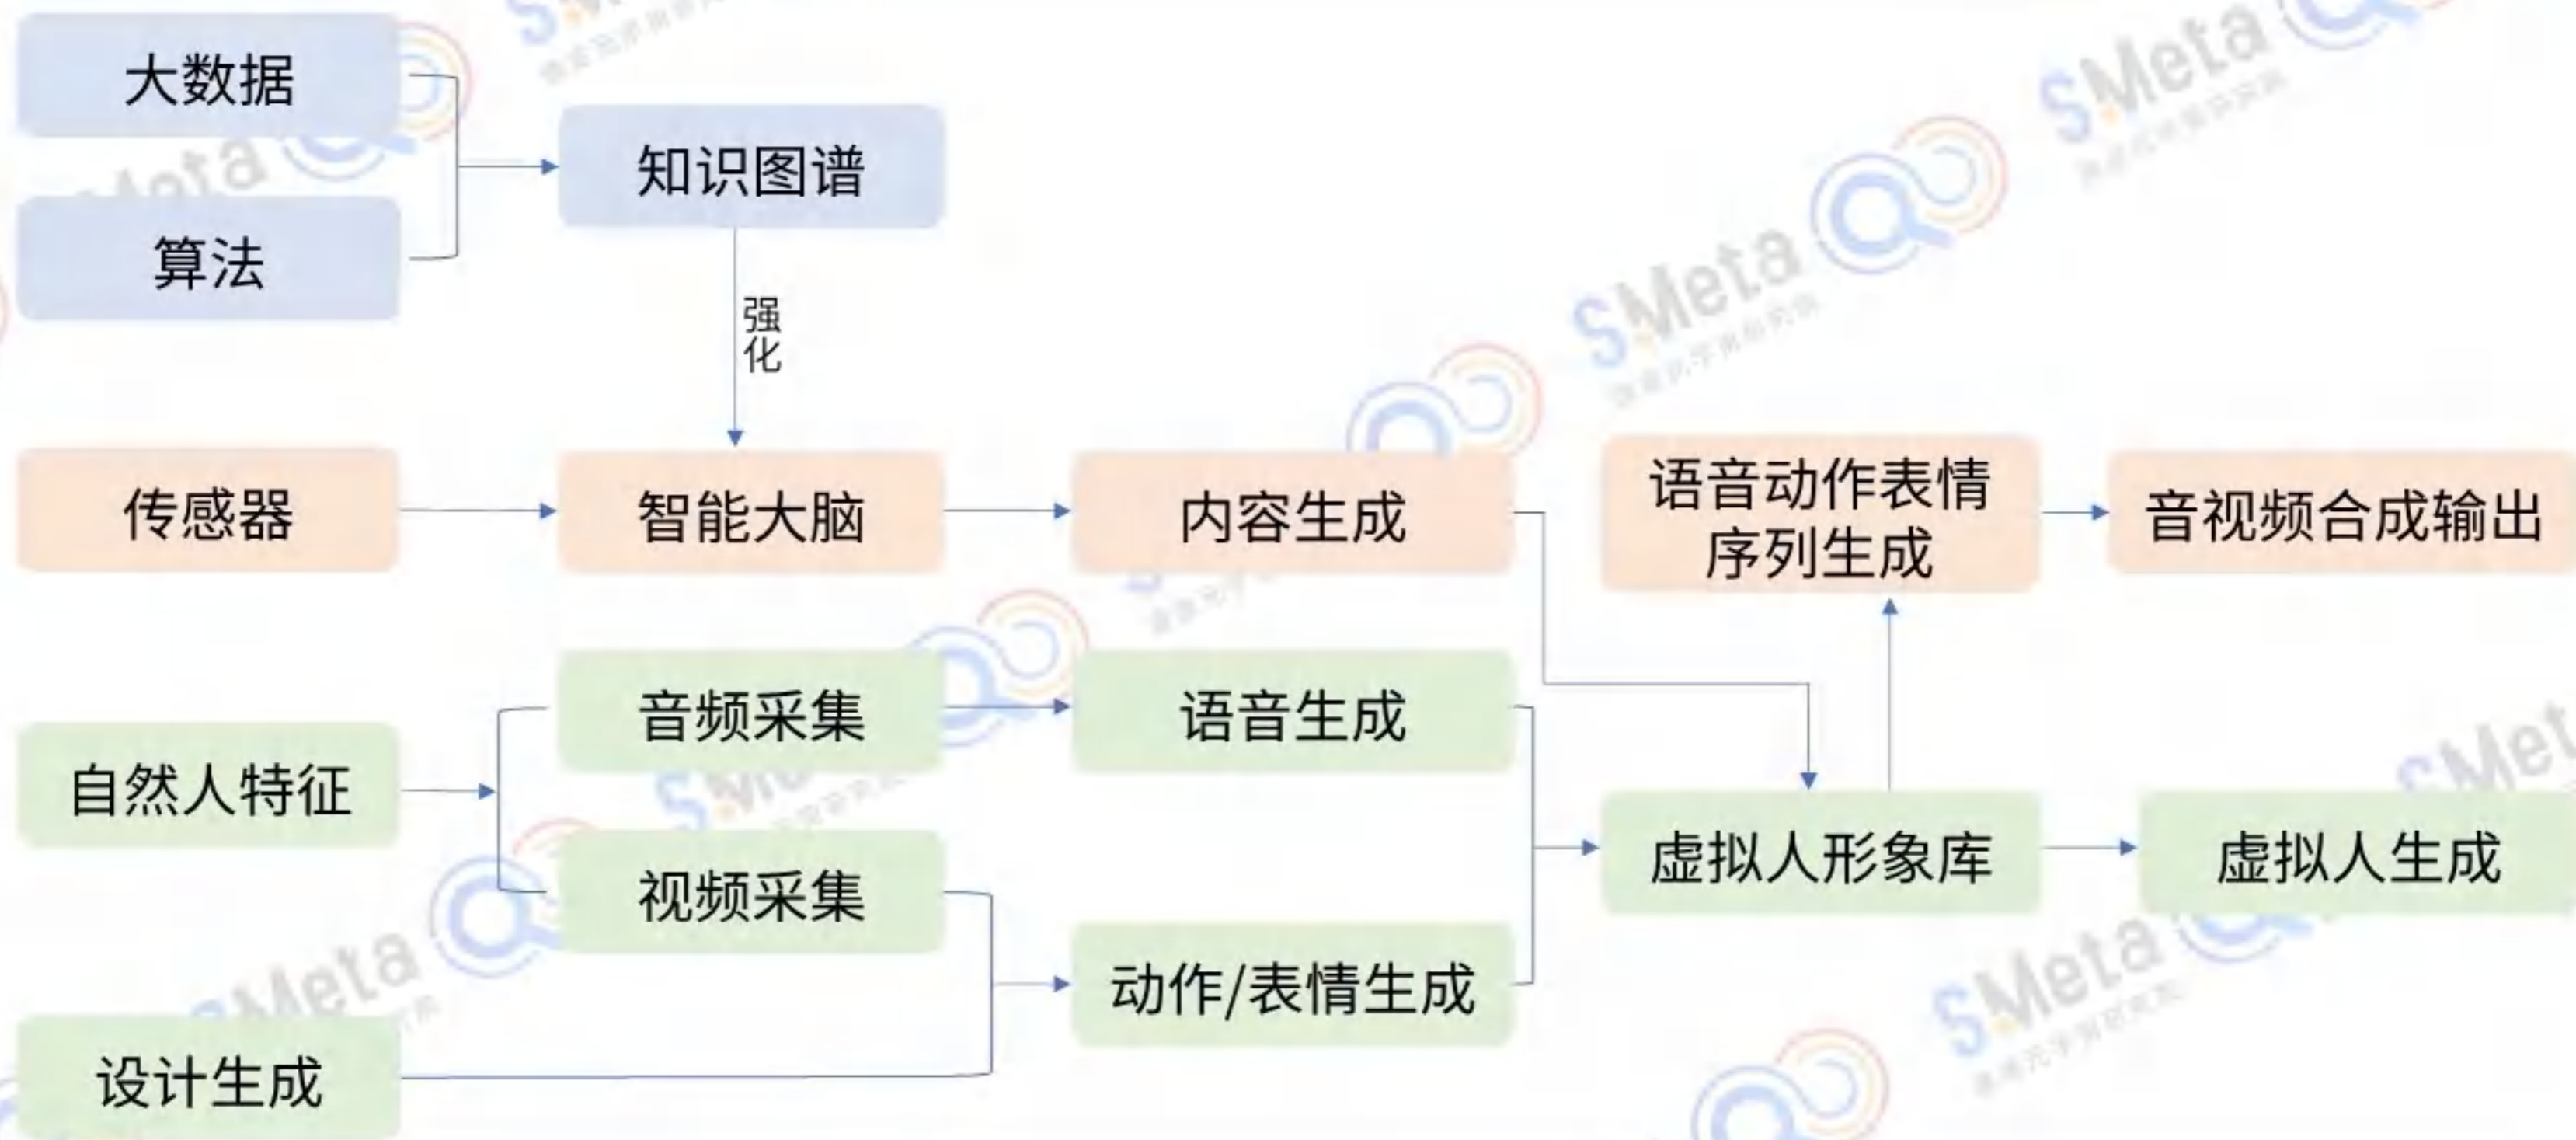 大数据
算法
知识图谱
强
化
传感器
智能大脑
内容生成
语音动作表情
序列生成
音视频合成输出
自然人特征
音频采集
视频采集
语音生成
动作/表情生成
设计生成
虚拟人形象库
虚拟人生成
SMeta
SMeta
SMeta
SMeta